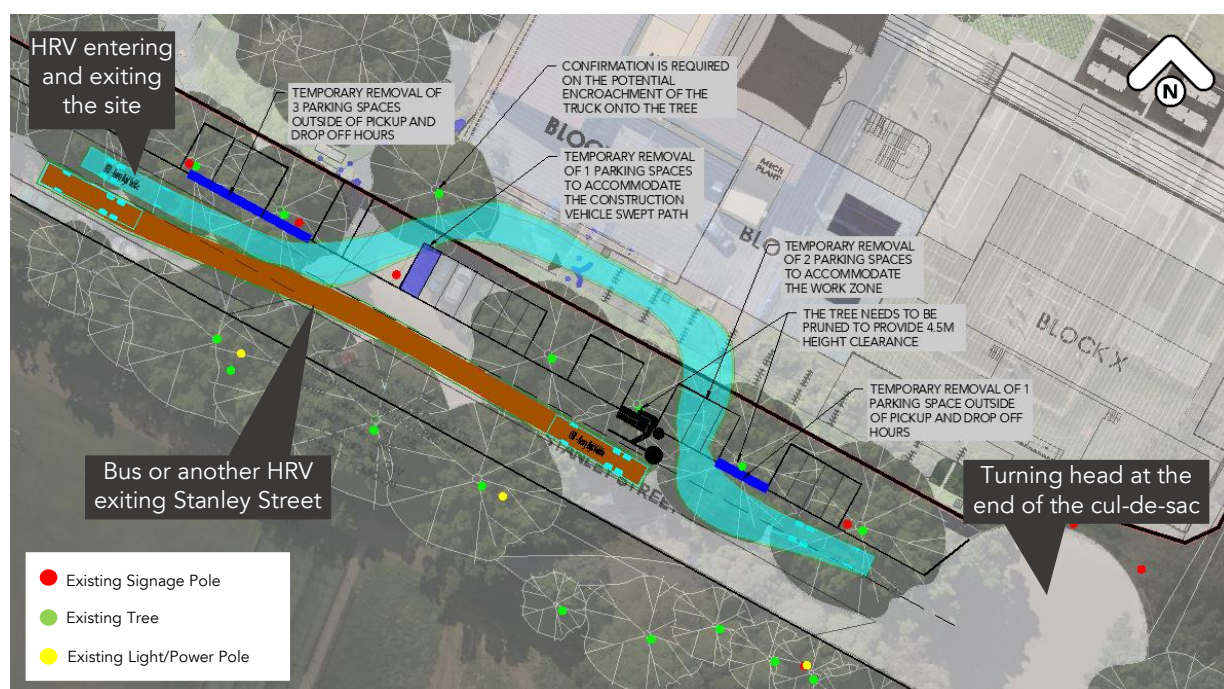 HRV entering
and exiting
the site
TEMPORARY REMOVAL OF
3 PARKING SPACES
OUTSIDE OF PICKUP AND
DROP OFF HOURS
CONFIRMATION IS REQUIRED
ON THE POTENTIAL
ENCROACHMENT OF THE
TRUCK ONTO THE TREE
N
BLOCK
MECH
PLANT
TEMPORARY REMOVAL
OF 1 PARKING SPACES
TO ACCOMMODATE
THE CONSTRUCTION
VEHICLE SWEPT PATH
TEMPORARY REMOVAL
OF 2 PARKING SPACES
TO ACCOMMODATE
THE WORK ZONE
THE TREE NEEDS TO BE
PRUNED TO PROVIDE 4.5M
HEIGHT CLEARANCE
BLOCK X
TEMPORARY REMOVAL OF 1
PARKING SPACE OUTSIDE
OF PICKUP AND DROP OFF
HOURS
Bus or another HRV
exiting Stanley Street
STANLEY STREET
Turning head at the
end of the cul-de-sac
Existing Signage Pole
Existing Tree
Existing Light/Power Pole